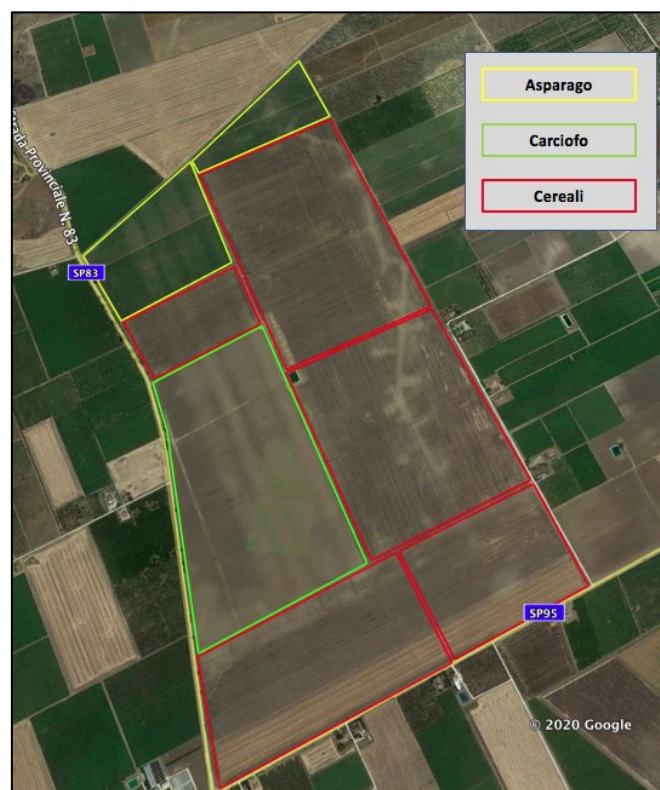 Asparago
Carciofo
Cereali
Strada Provinciale N. 83
SP83
SP95
© 2020 Google